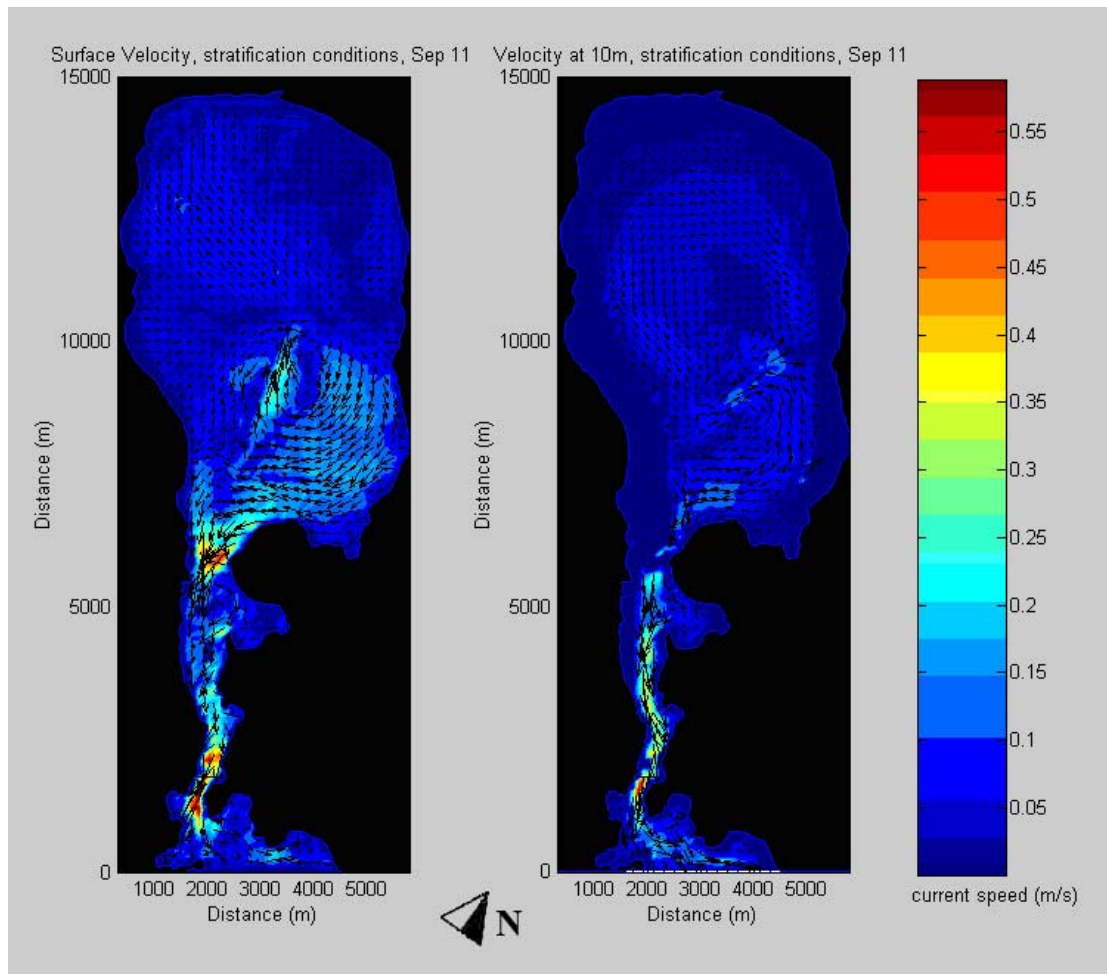 Surface Velocity, stratification conditions, Sep 11
15000
10000
5000
0
Distance (m)
1000 2000 3000 4000 5000
Distance (m)
Velocity at 10m, stratification conditions, Sep 11
15000
10000
5000
0
Distance (m)
1000 2000 3000 4000 5000
Distance (m)
0.55
0.5
0.45
0.4
0.35
0.3
0.25
0.2
0.15
0.1
0.05
current speed (m/s)
N